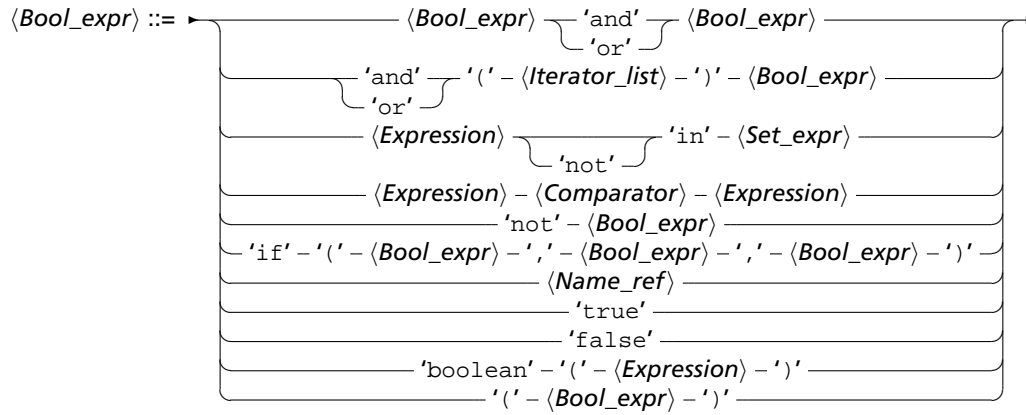 ⟨Bool_expr⟩ ::= ⟨Bool_expr⟩ ‘and’ ⟨Bool_expr⟩
‘or’
‘and’ ‘(’ – ⟨Iterator_list⟩ – ‘)’ – ⟨Bool_expr⟩
‘or’
⟨Expression⟩ ‘in’ – ⟨Set_expr⟩
‘not’
⟨Expression⟩ – ⟨Comparator⟩ – ⟨Expression⟩
‘not’ – ⟨Bool_expr⟩
‘if’ – ‘(’ – ⟨Bool_expr⟩ – ‘,’ – ⟨Bool_expr⟩ – ‘,’ – ⟨Bool_expr⟩ – ‘)’
⟨Name_ref⟩
‘true’
‘false’
‘boolean’ – ‘(’ – ⟨Expression⟩ – ‘)’
‘(’ – ⟨Bool_expr⟩ – ‘)’